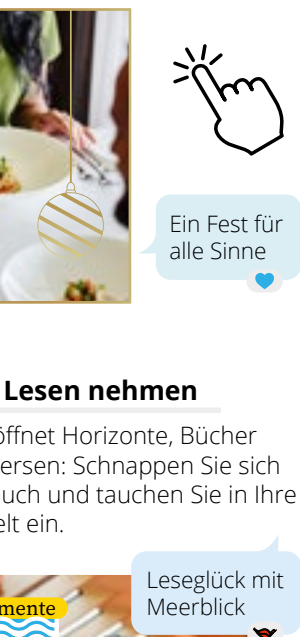 Ein Fest für
alle Sinne
Lesen nehmen
öffnet Horizonte, Bücher
ersen: Schnappen Sie sich
uch und tauchen Sie in Ihre
elt ein.
Leseglück mit
Meerblick
mente